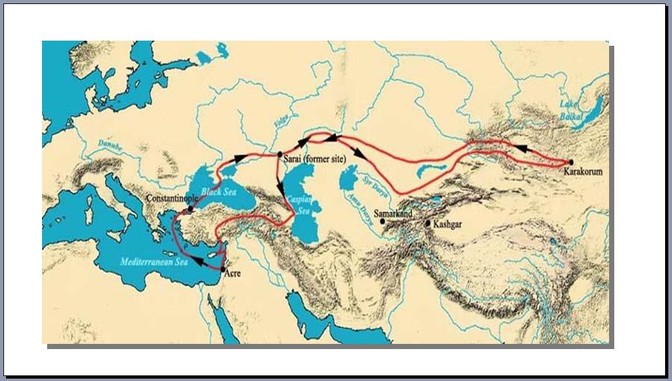 Lake
Baikal
Danube
Volga
Sarai (former site)
Karakorum
Syr Darya
Black Sea
Constantinople
Caspian
Sea
Amu Darya
Samarkand
Kashgar
Mediterranean Sea
Acre